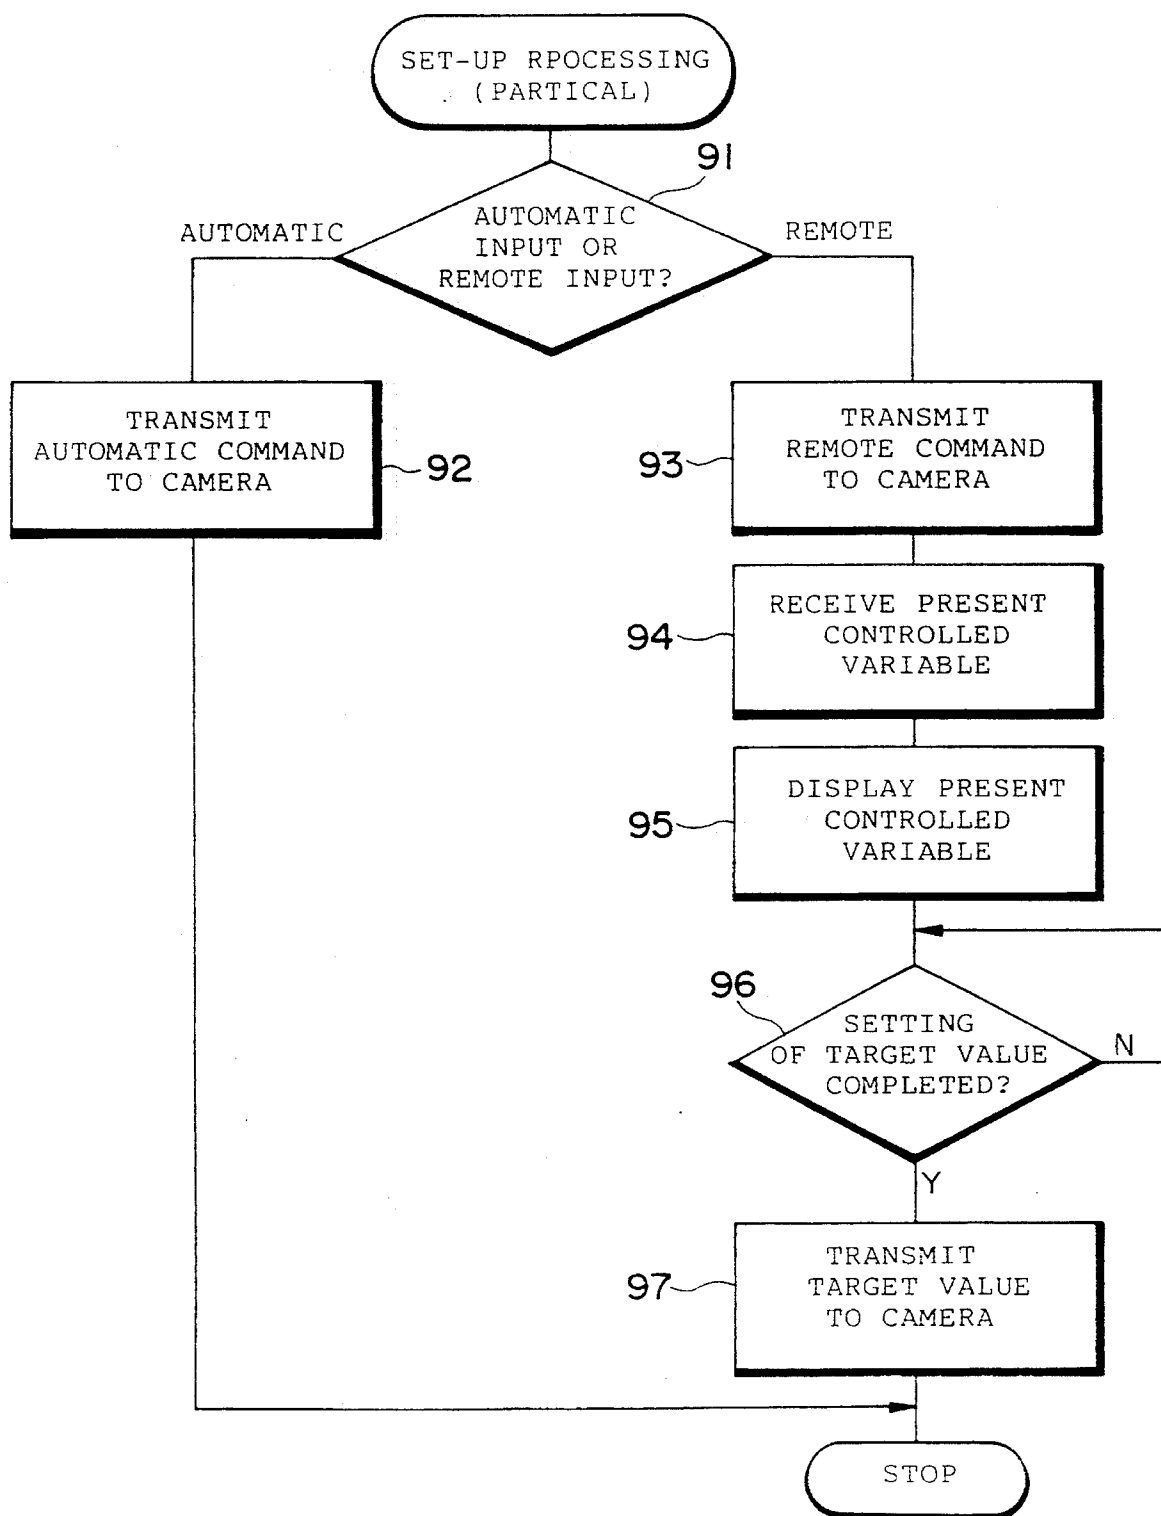 SET-UP RPOCESSING
(PARTICAL)
91
AUTOMATIC
INPUT OR
REMOTE INPUT?
AUTOMATIC
REMOTE
TRANSMIT
AUTOMATIC COMMAND
TO CAMERA
92
93
TRANSMIT
REMOTE COMMAND
TO CAMERA
94
RECEIVE PRESENT
CONTROLLED
VARIABLE
95
DISPLAY PRESENT
CONTROLLED
VARIABLE
96
SETTING
OF TARGET VALUE
COMPLETED?
N
Y
97
TRANSMIT
TARGET VALUE
TO CAMERA
STOP